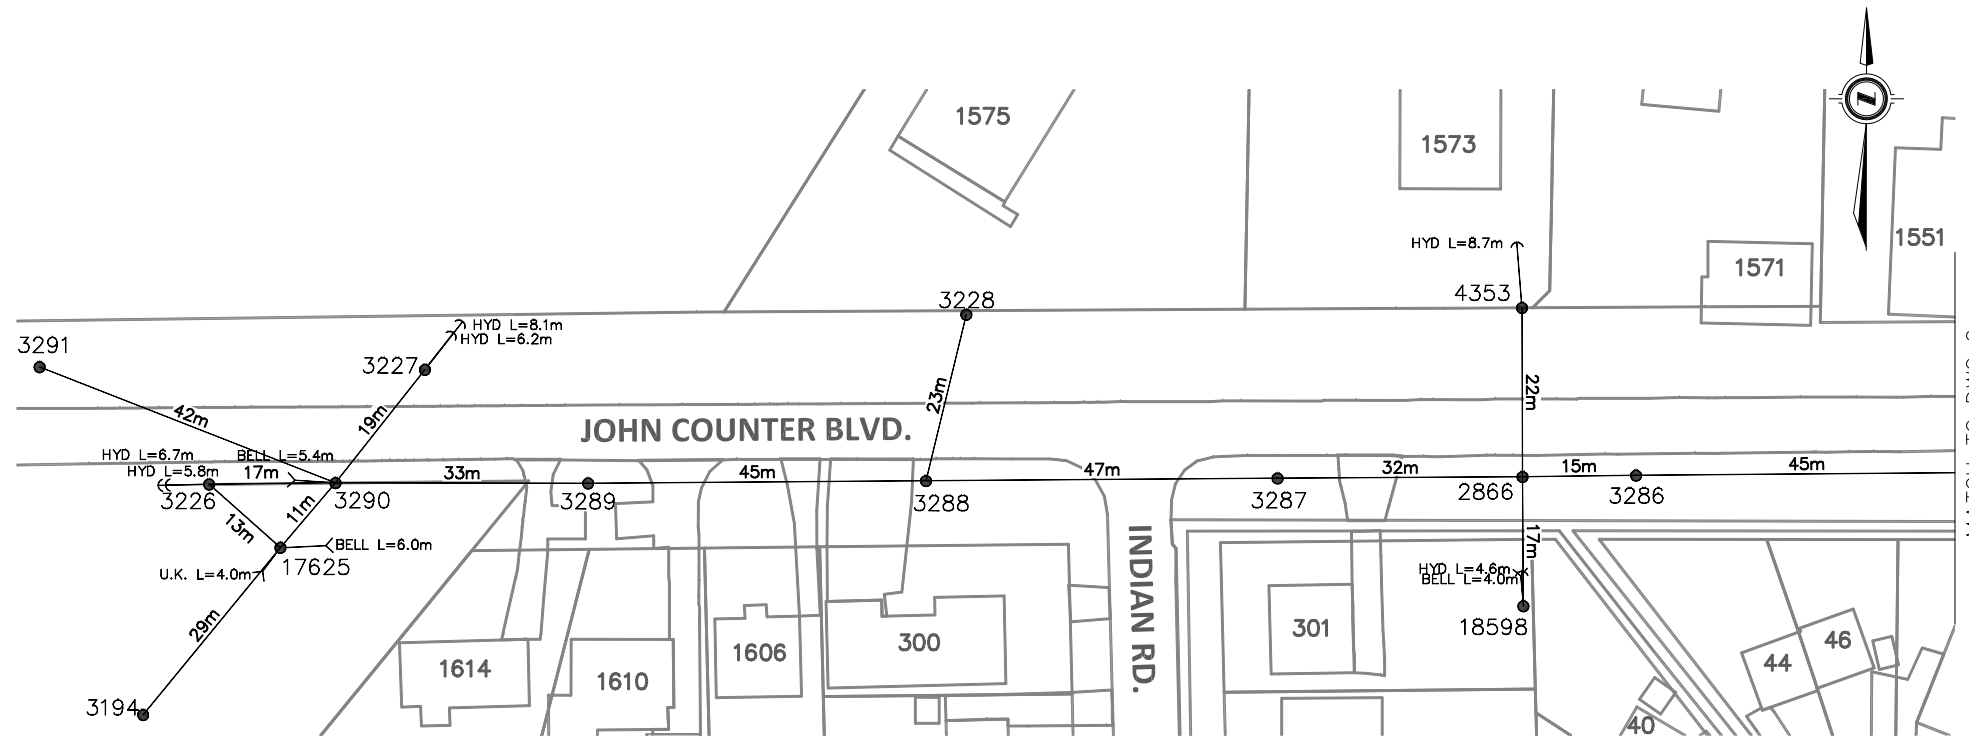 1575
1573
1551
HYD L=8.7m
1571
4353
3228
HYD L=8.1m
HYD L=6.2m
3291
3227
22m
23m
42m
19m
JOHN COUNTER BLVD.
HYD L=6.7m
BELL L=5.4m
HYD L=5.8m
17m
33m
45m
47m
32m
15m
45m
3226
3290
3289
3288
3287
2866
3286
11m
13m
17m
BELL L=6.0m
17625
U.K. L=4.0m
HYD L=4.6m
BELL L=4.0m
INDIAN RD.
29m
18598
301
300
1606
1614
1610
46
44
3194
40